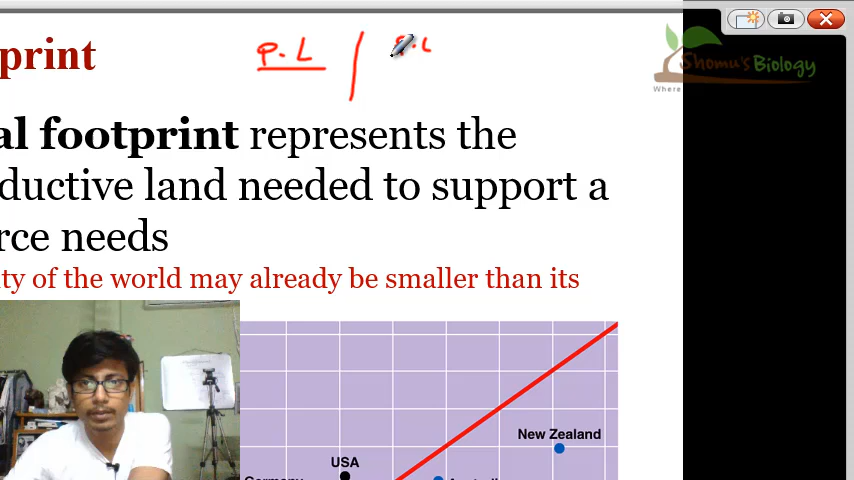 print
P.L / P.L
Shomu's Biology
Where
al footprint represents the
ductive land needed to support a
rce needs
ty of the world may already be smaller than its
New Zealand
USA